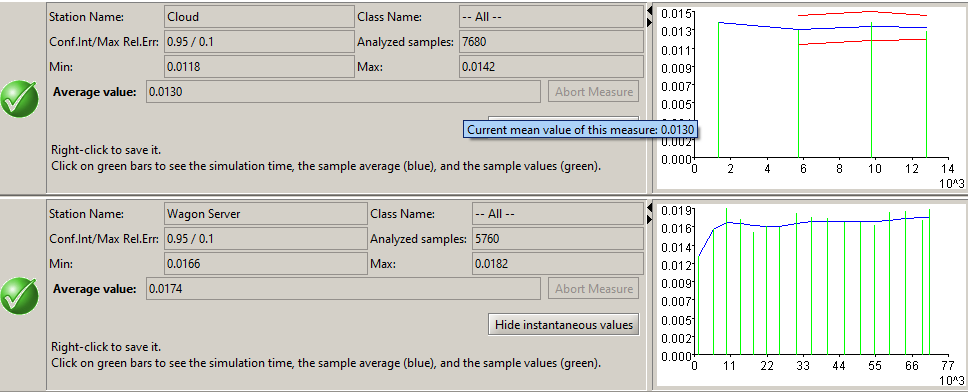 Station Name: Cloud Class Name: -- All --
Conf.Int/Max Rel.Err: 0.95 / 0.1 Analyzed samples: 7680
Min: 0.0118 Max: 0.0142
Average value: 0.0130 Abort Measure
Current mean value of this measure: 0.0130
Right-click to save it.
Click on green bars to see the simulation time, the sample average (blue), and the sample values (green).
0.015
0.013
0.011
0.009
0.007
0.005
0.004
0.002
0.000
0 2 4 6 8 10 12 14
10^3
Station Name: Wagon Server Class Name: -- All --
Conf.Int/Max Rel.Err: 0.95 / 0.1 Analyzed samples: 5760
Min: 0.0166 Max: 0.0182
Average value: 0.0174 Abort Measure
Hide instantaneous values
Right-click to save it.
Click on green bars to see the simulation time, the sample average (blue), and the sample values (green).
0.019
0.016
0.014
0.012
0.009
0.007
0.005
0.002
0.000
0 11 22 33 44 55 66 77
10^3